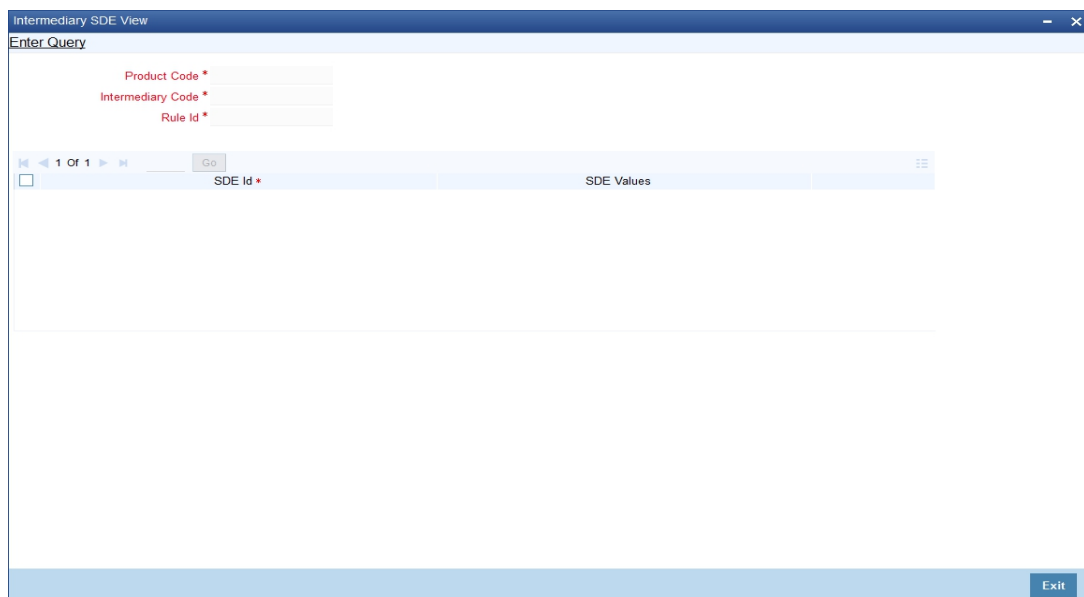 Intermediary SDE View
Enter Query
Product Code *
Intermediary Code *
Rule Id *
1 Of 1 Go
SDE Id * SDE Values
Exit